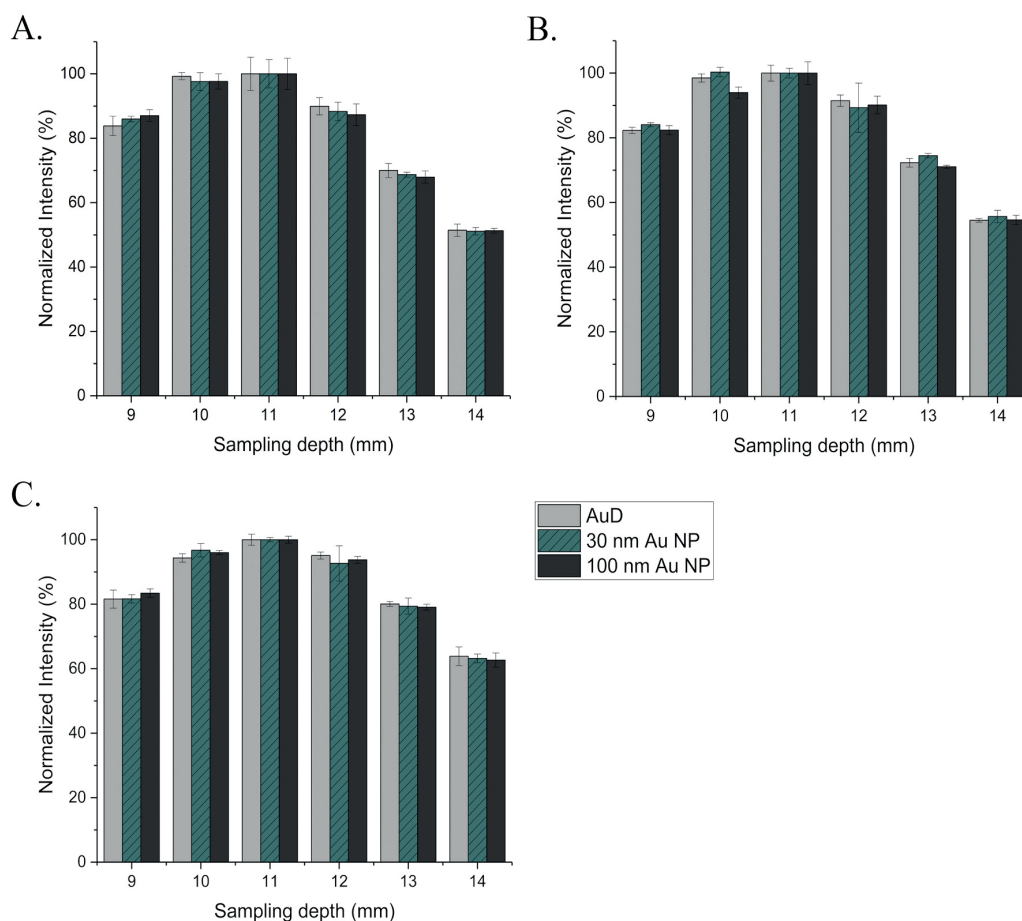 A.
Normalized Intensity (%)
100
80
60
40
20
0
9 10 11 12 13 14
Sampling depth (mm)
B.
Normalized Intensity (%)
100
80
60
40
20
0
9 10 11 12 13 14
Sampling depth (mm)
C.
Normalized Intensity (%)
100
80
60
40
20
0
9 10 11 12 13 14
Sampling depth (mm)
AuD
30 nm Au NP
100 nm Au NP